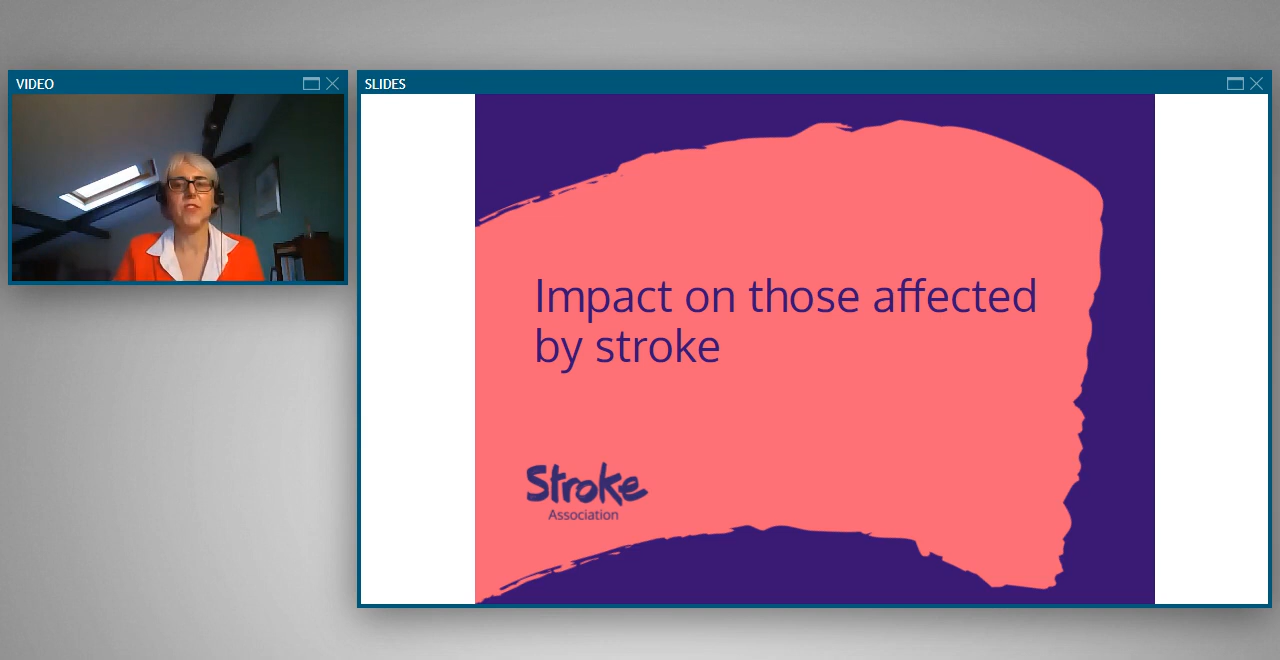 VIDEO
SLIDES
Impact on those affected
by stroke
Stroke
Association